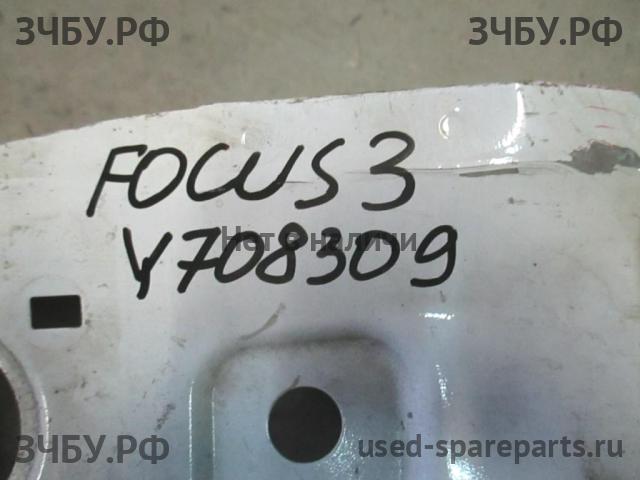 ЗЧБУ.РФ ЗЧБУ.РФ
FOCUS 3
Нет в наличии
Y708309
ЗЧБУ.РФ used-spareparts.ru